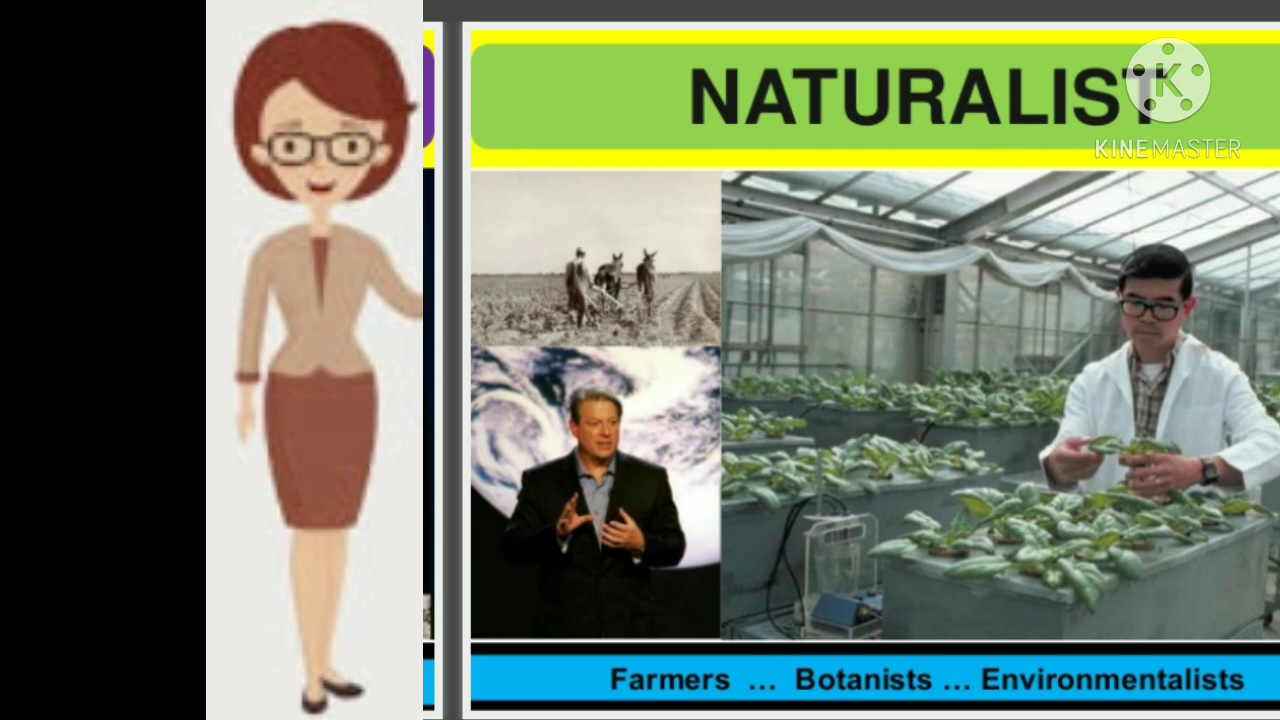 NATURALIST
K
KINEMASTER
Farmers ... Botanists ... Environmentalists